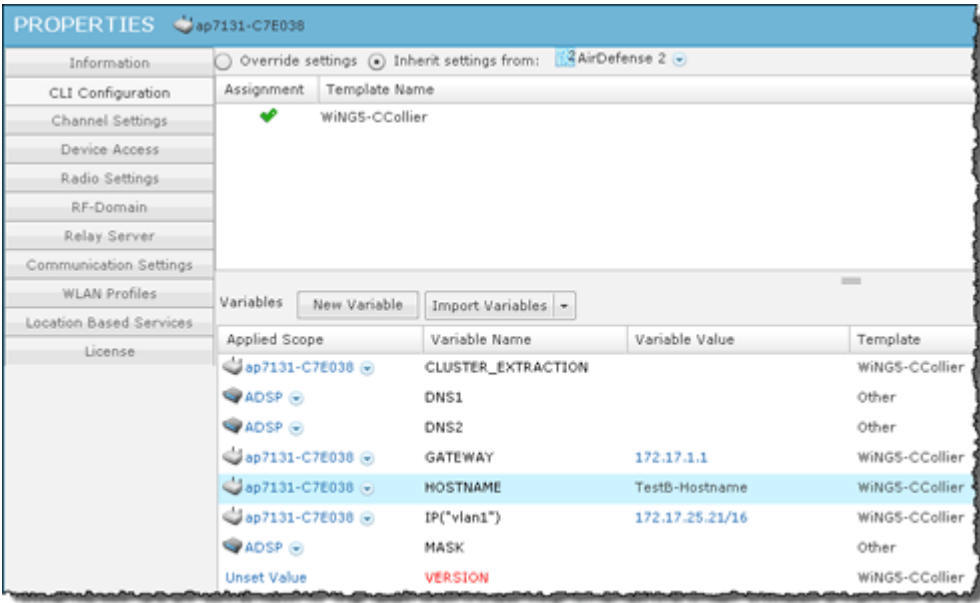 PROPERTIES ap7131-C7E038
Information
CLI Configuration
Channel Settings
Device Access
Radio Settings
RF-Domain
Relay Server
Communication Settings
WLAN Profiles
Location Based Services
License
Override settings Inherit settings from: AirDefense 2
Assignment Template Name
WiNG5-CCollier
Variables New Variable Import Variables
Applied Scope Variable Name Variable Value Template
ap7131-C7E038 CLUSTER_EXTRACTION WiNG5-CCollier
ADSP DNS1 Other
ADSP DNS2 Other
ap7131-C7E038 GATEWAY 172.17.1.1 WiNG5-CCollier
ap7131-C7E038 HOSTNAME TestB-Hostname WiNG5-CCollier
ap7131-C7E038 IP("vlan1") 172.17.25.21/16 WiNG5-CCollier
ADSP MASK Other
Unset Value VERSION WiNG5-CCollier